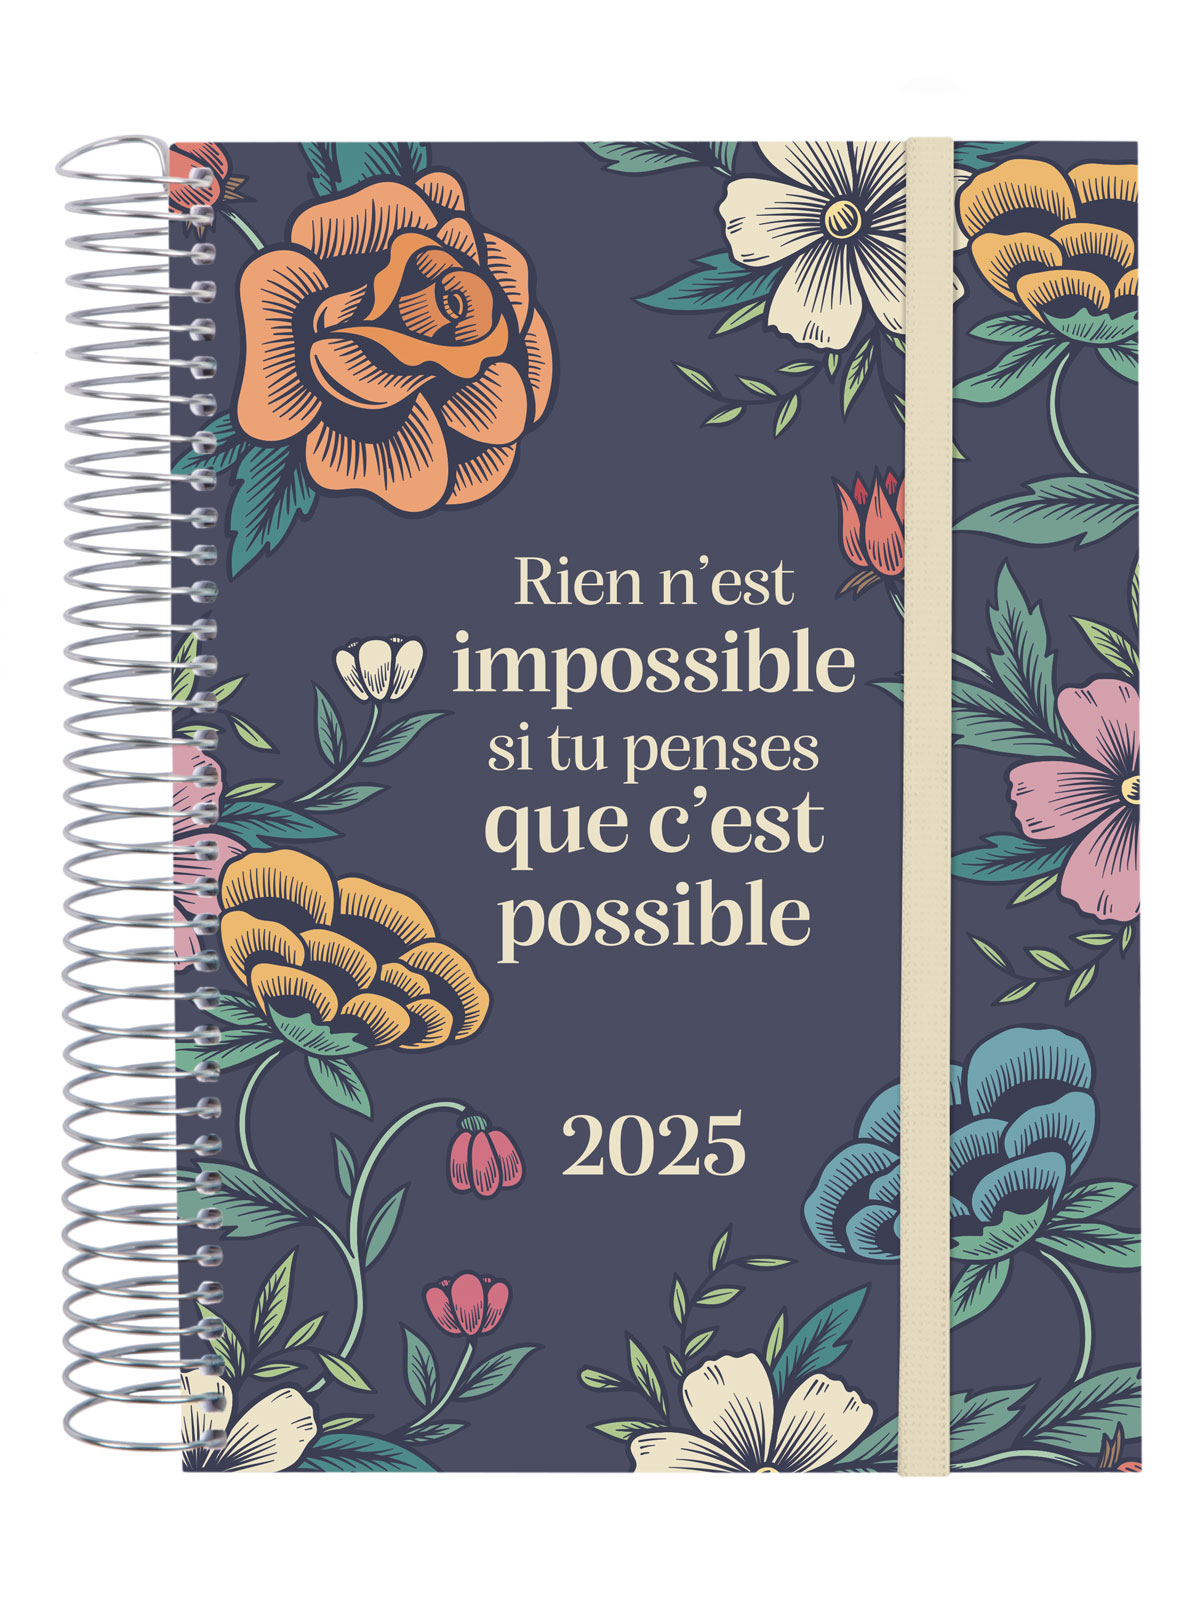 Rien n’est
impossible
si tu penses
que c’est
possible
2025